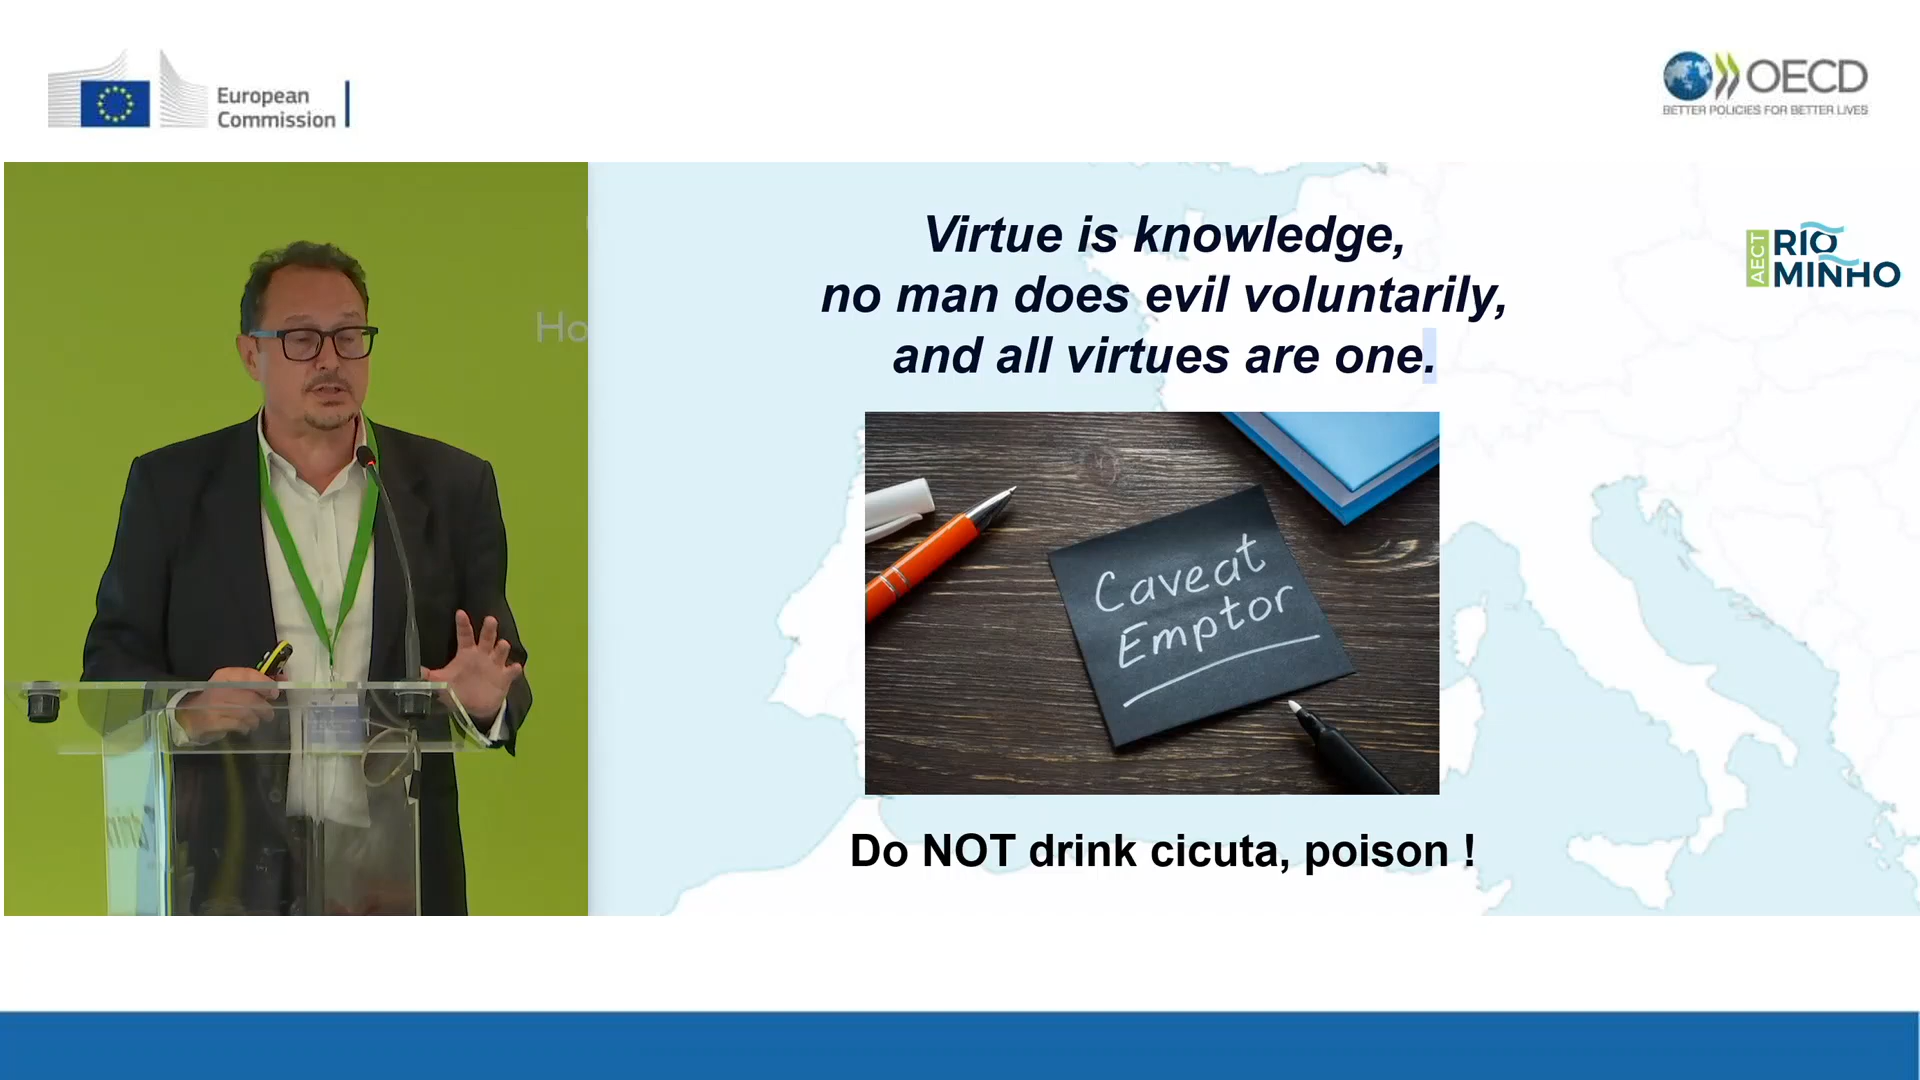 European
Commission
OECD
BETTER POLICIES FOR BETTER LIVES
Virtue is knowledge,
no man does evil voluntarily,
and all virtues are one.
AECT
RIO
MINHO
Ho
Caveat
Emptor
Do NOT drink cicuta, poison !